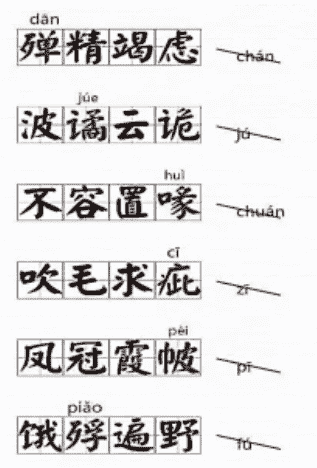 dān
殚精竭虑 chán
júe
波谲云诡 jú
huì
不容置喙 chuán
cī
吹毛求疵 zī
pèi
凤冠霞帔 pī
piǎo
饿殍遍野 fú